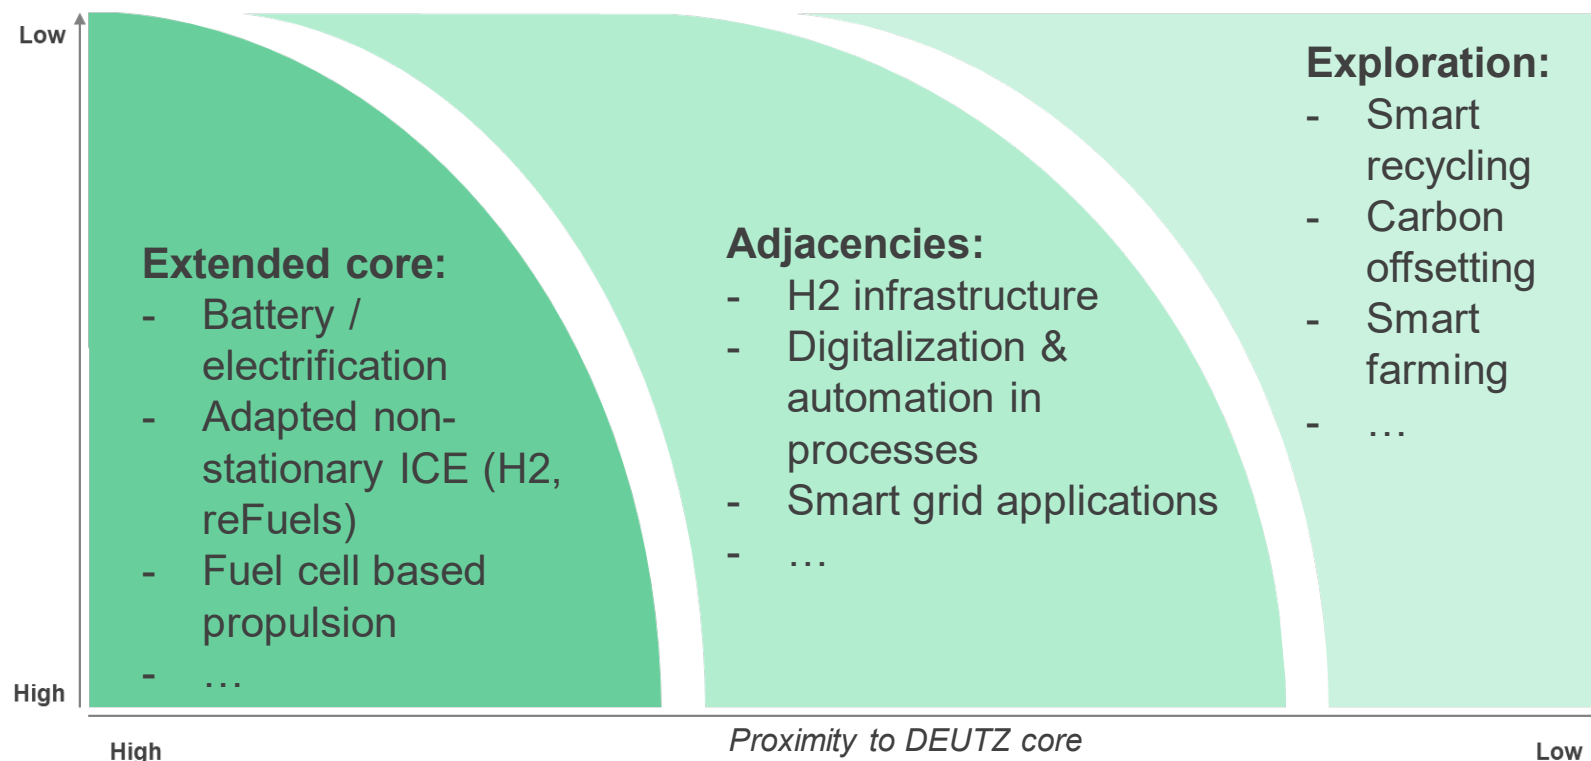 Low
Exploration:
- Smart
recycling
- Carbon
offsetting
- Smart
farming
- …
Adjacencies:
- H2 infrastructure
- Digitalization &
automation in
processes
- Smart grid applications
- …
Extended core:
- Battery /
electrification
- Adapted non-
stationary ICE (H2,
reFuels)
- Fuel cell based
propulsion
- …
High
High
Proximity to DEUTZ core
Low